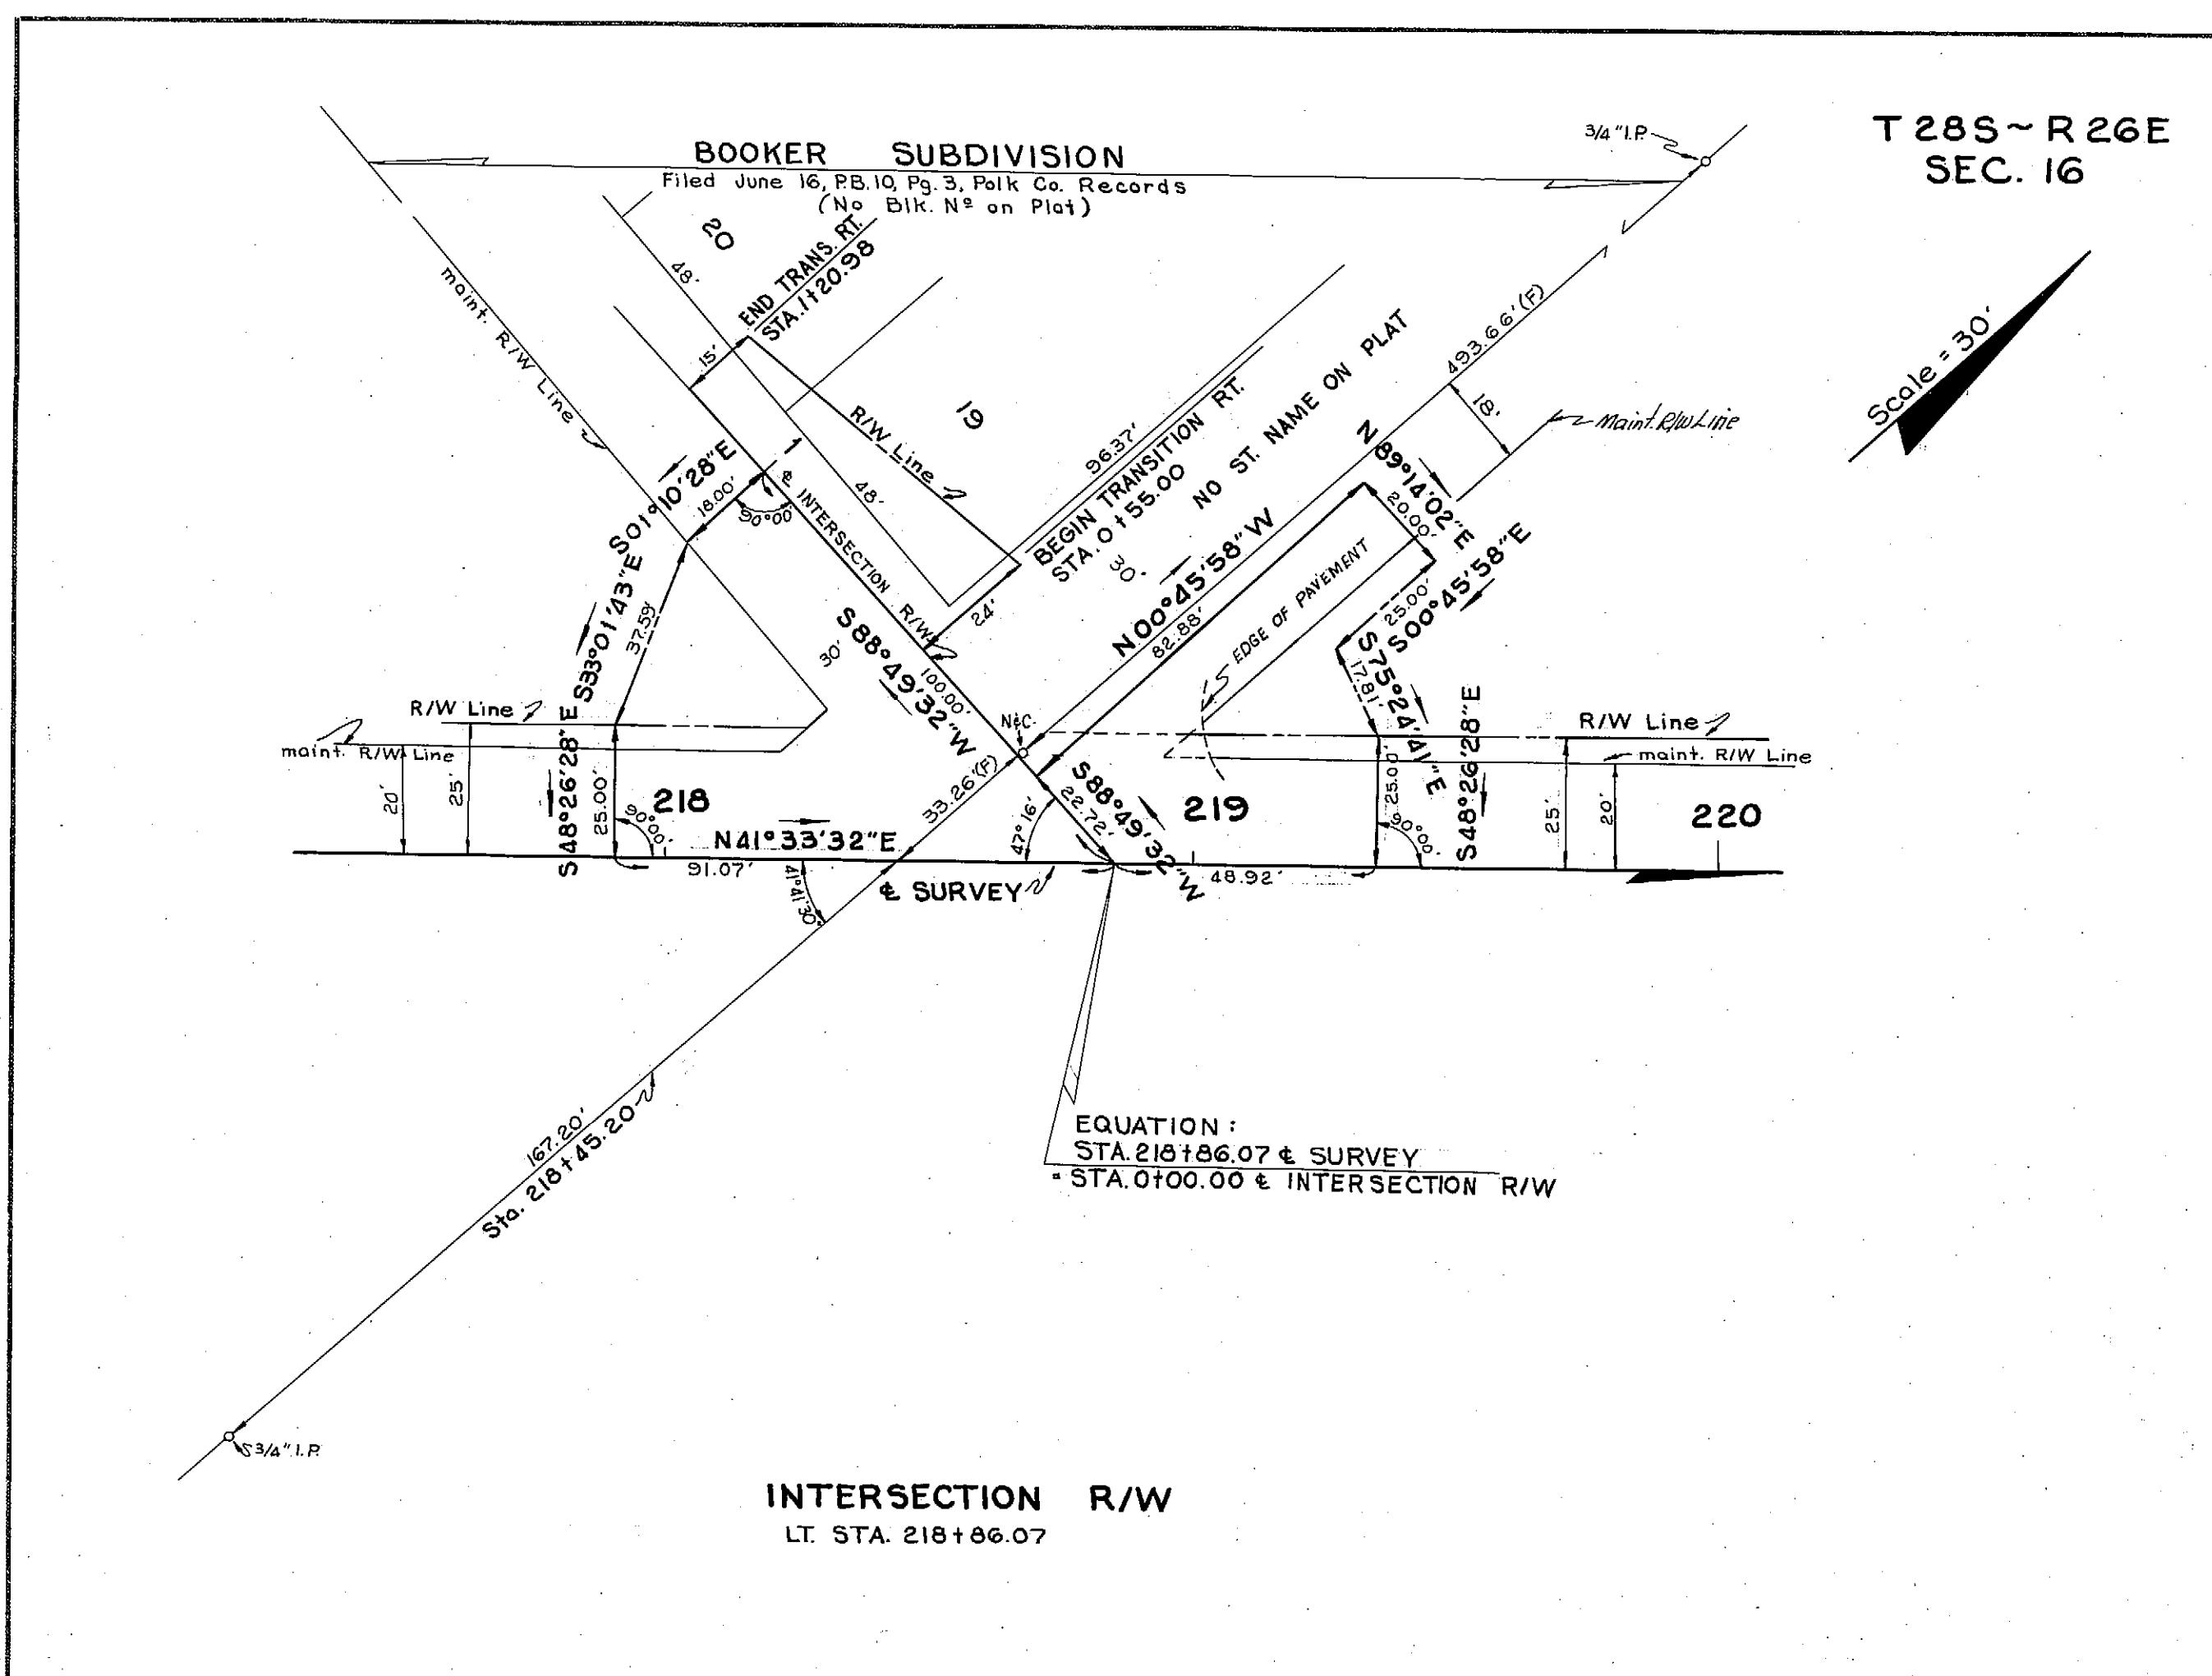 T 28 S ~ R 26 E
SEC. 16
3/4" I.P.
BOOKER SUBDIVISION
Filed June 16, P.B. 10, Pg. 3, Polk Co. Records
(No Blk. Nº on Plat)
20
48'
END TRANS. RT.
STA. 1+20.98
15'
maint. R/W Line
R/W Line
19
96.37'
BEGIN TRANSITION RT.
STA. 0+55.00
NO ST. NAME ON PLAT
30'
493.66'(F)
18'
Maint. R/W Line
Scale = 30'
1
S 01°10'28" E
18.00'
90°00'
℄ INTERSECTION R/W
48'
24'
N 89°14'02" E
20.00'
N 00°45'58" W
82.88'
EDGE OF PAVEMENT
25.00'
S 00°45'58" E
S 75°24'41" E
17.81'
S 33°01'43" E
37.59'
30'
S 88°49'32" W
100.00'
N&C
R/W Line
maint. R/W Line
20'
25'
S 48°26'28" E
25.00'
90°00'
218
N 41°33'32" E
91.07'
33.26'(F)
47°16'
S 88°49'32" W
22.72'
219
48.92'
25.00'
90°00'
S 48°26'28" E
R/W Line
maint. R/W Line
25'
20'
220
41°41'30"
℄ SURVEY
167.20'
Sta. 218+45.20
EQUATION :
STA. 218+86.07 ℄ SURVEY
= STA. 0+00.00 ℄ INTERSECTION R/W
3/4" I.P.
INTERSECTION R/W
LT. STA. 218+86.07